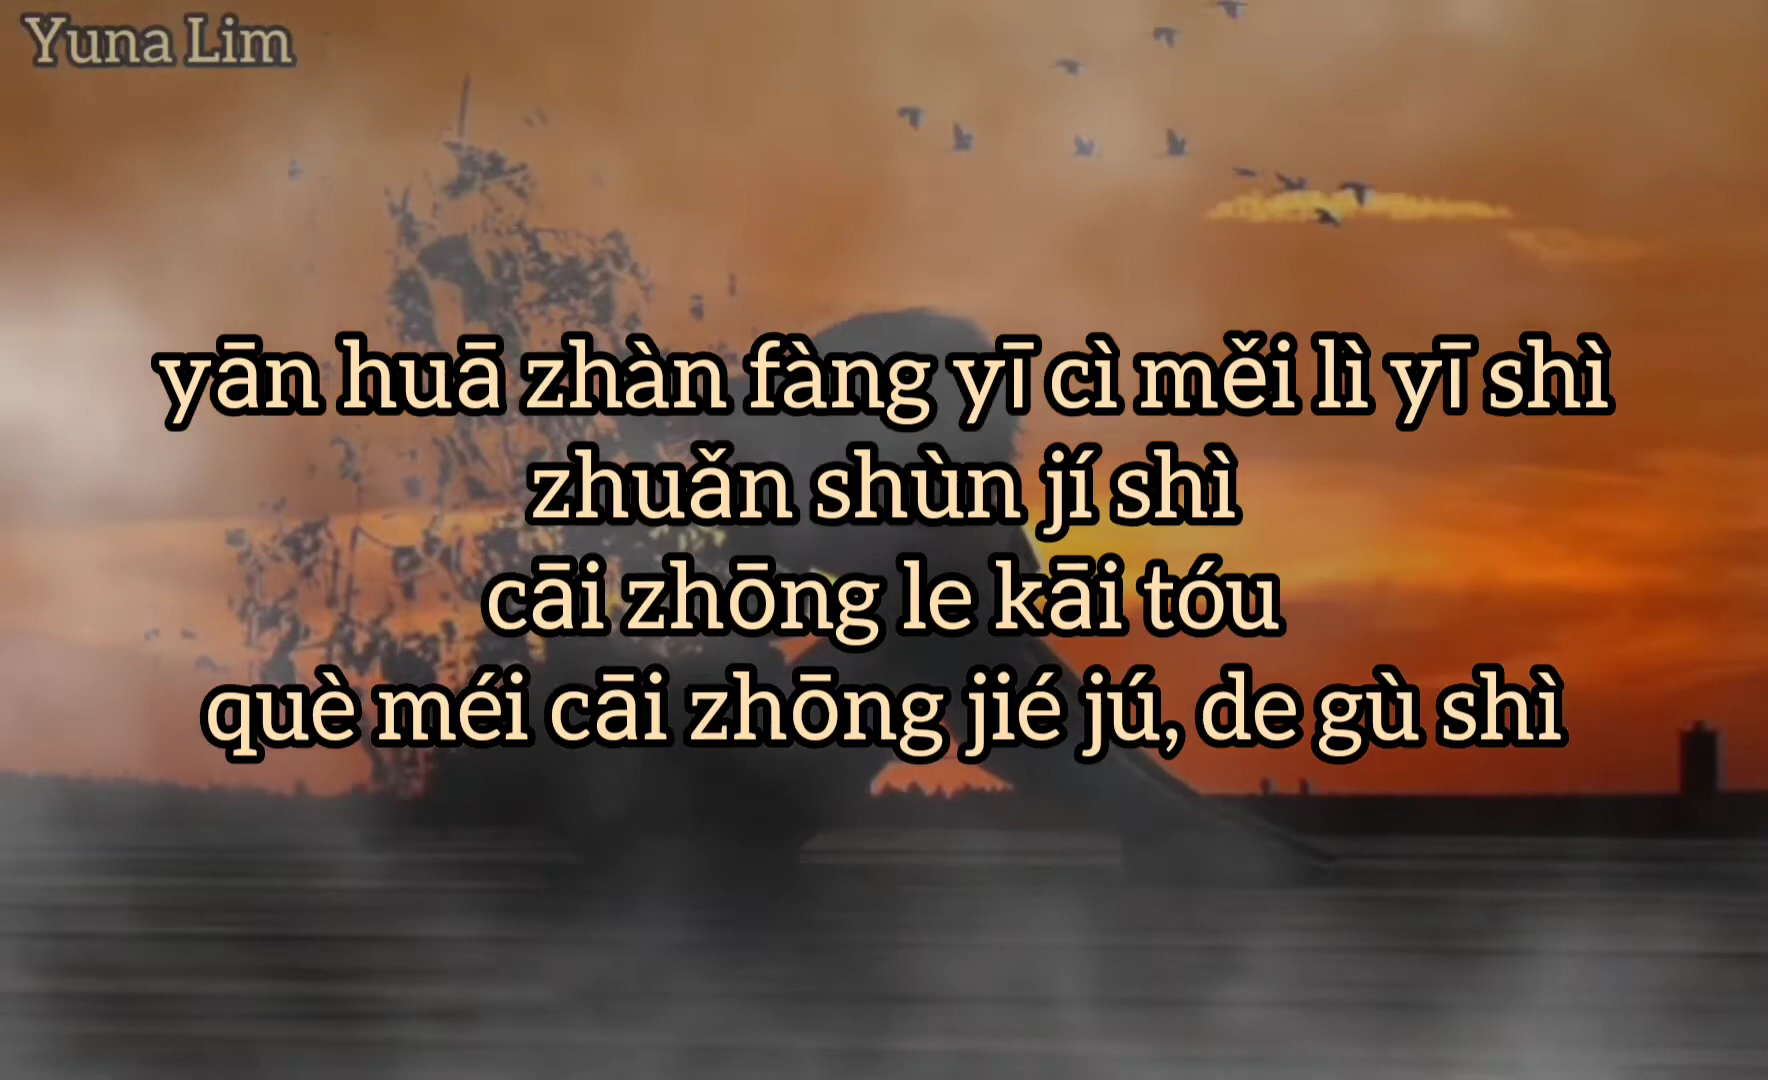 Yuna Lim
yān huā zhàn fàng yī cì měi lì yī shì
zhuǎn shùn jí shì
cāi zhōng le kāi tóu
què méi cāi zhōng jié jú, de gù shì